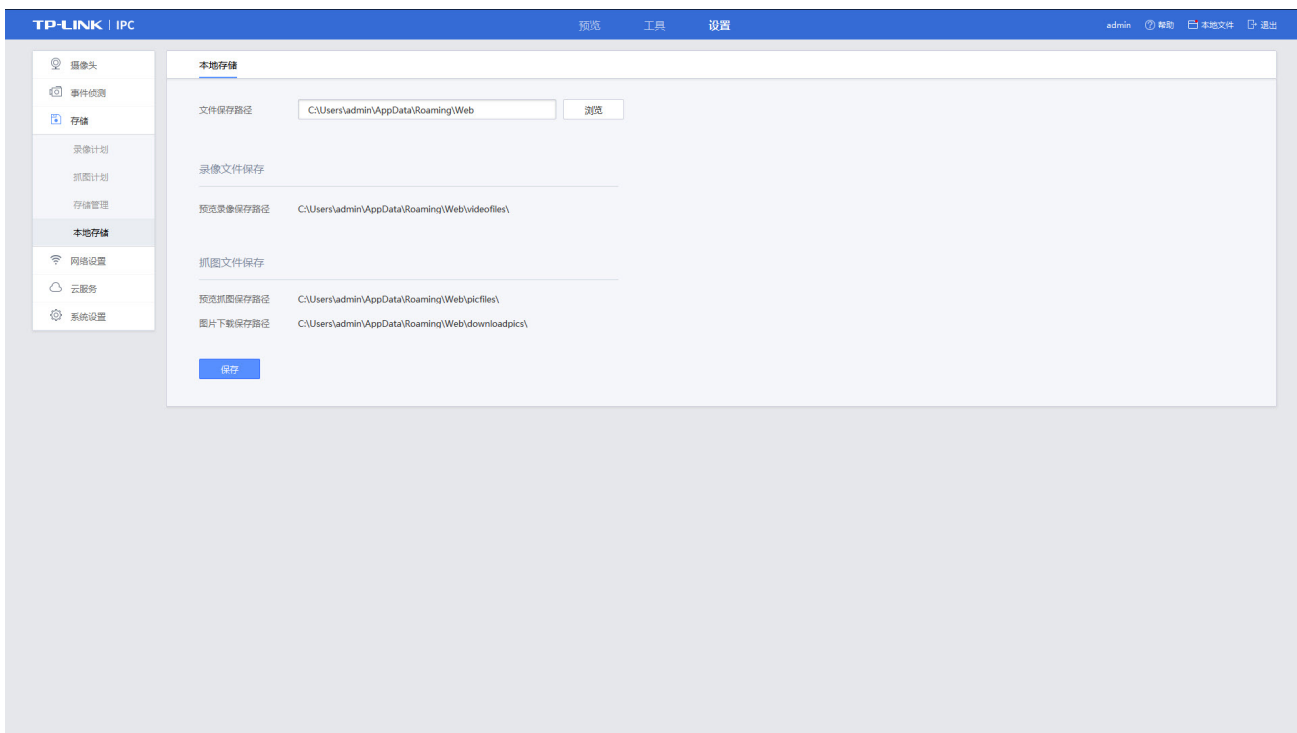 TP-LINK | IPC 预览 工具 设置 admin 帮助 本地文件 退出
摄像头
事件侦测
存储
录像计划
抓图计划
存储管理
本地存储
网络设置
云服务
系统设置
本地存储
文件保存路径 C:\Users\admin\AppData\Roaming\Web 浏览
录像文件保存
预览录像保存路径 C:\Users\admin\AppData\Roaming\Web\videofiles\
抓图文件保存
预览抓图保存路径 C:\Users\admin\AppData\Roaming\Web\picfiles\
图片下载保存路径 C:\Users\admin\AppData\Roaming\Web\downloadpics\
保存